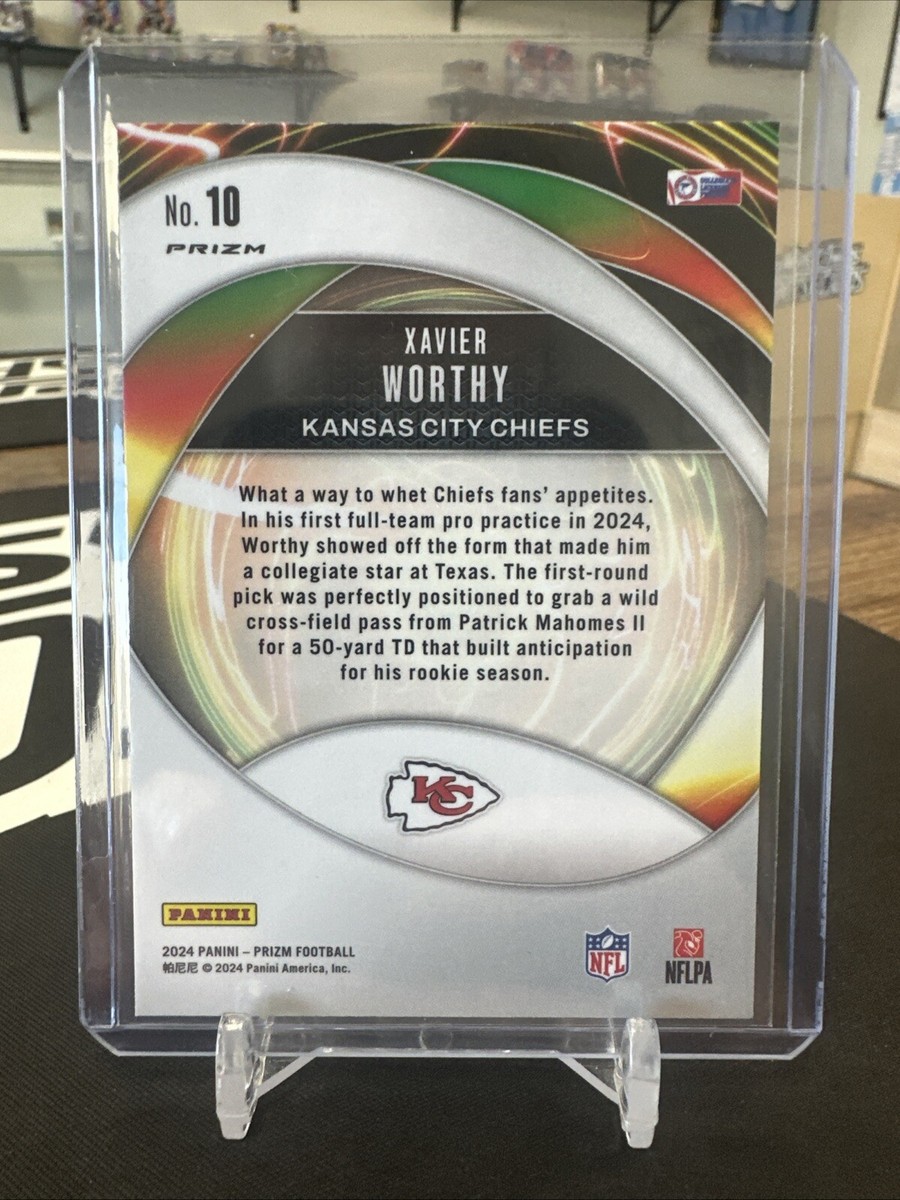 No. 10
PRIZM
XAVIER
WORTHY
KANSAS CITY CHIEFS
What a way to whet Chiefs fans' appetites.
In his first full-team pro practice in 2024,
Worthy showed off the form that made him
a collegiate star at Texas. The first-round
pick was perfectly positioned to grab a wild
cross-field pass from Patrick Mahomes II
for a 50-yard TD that built anticipation
for his rookie season.
KC
PANINI
2024 PANINI – PRIZM FOOTBALL
帕尼尼 © 2024 Panini America, Inc.
NFL
NFLPA